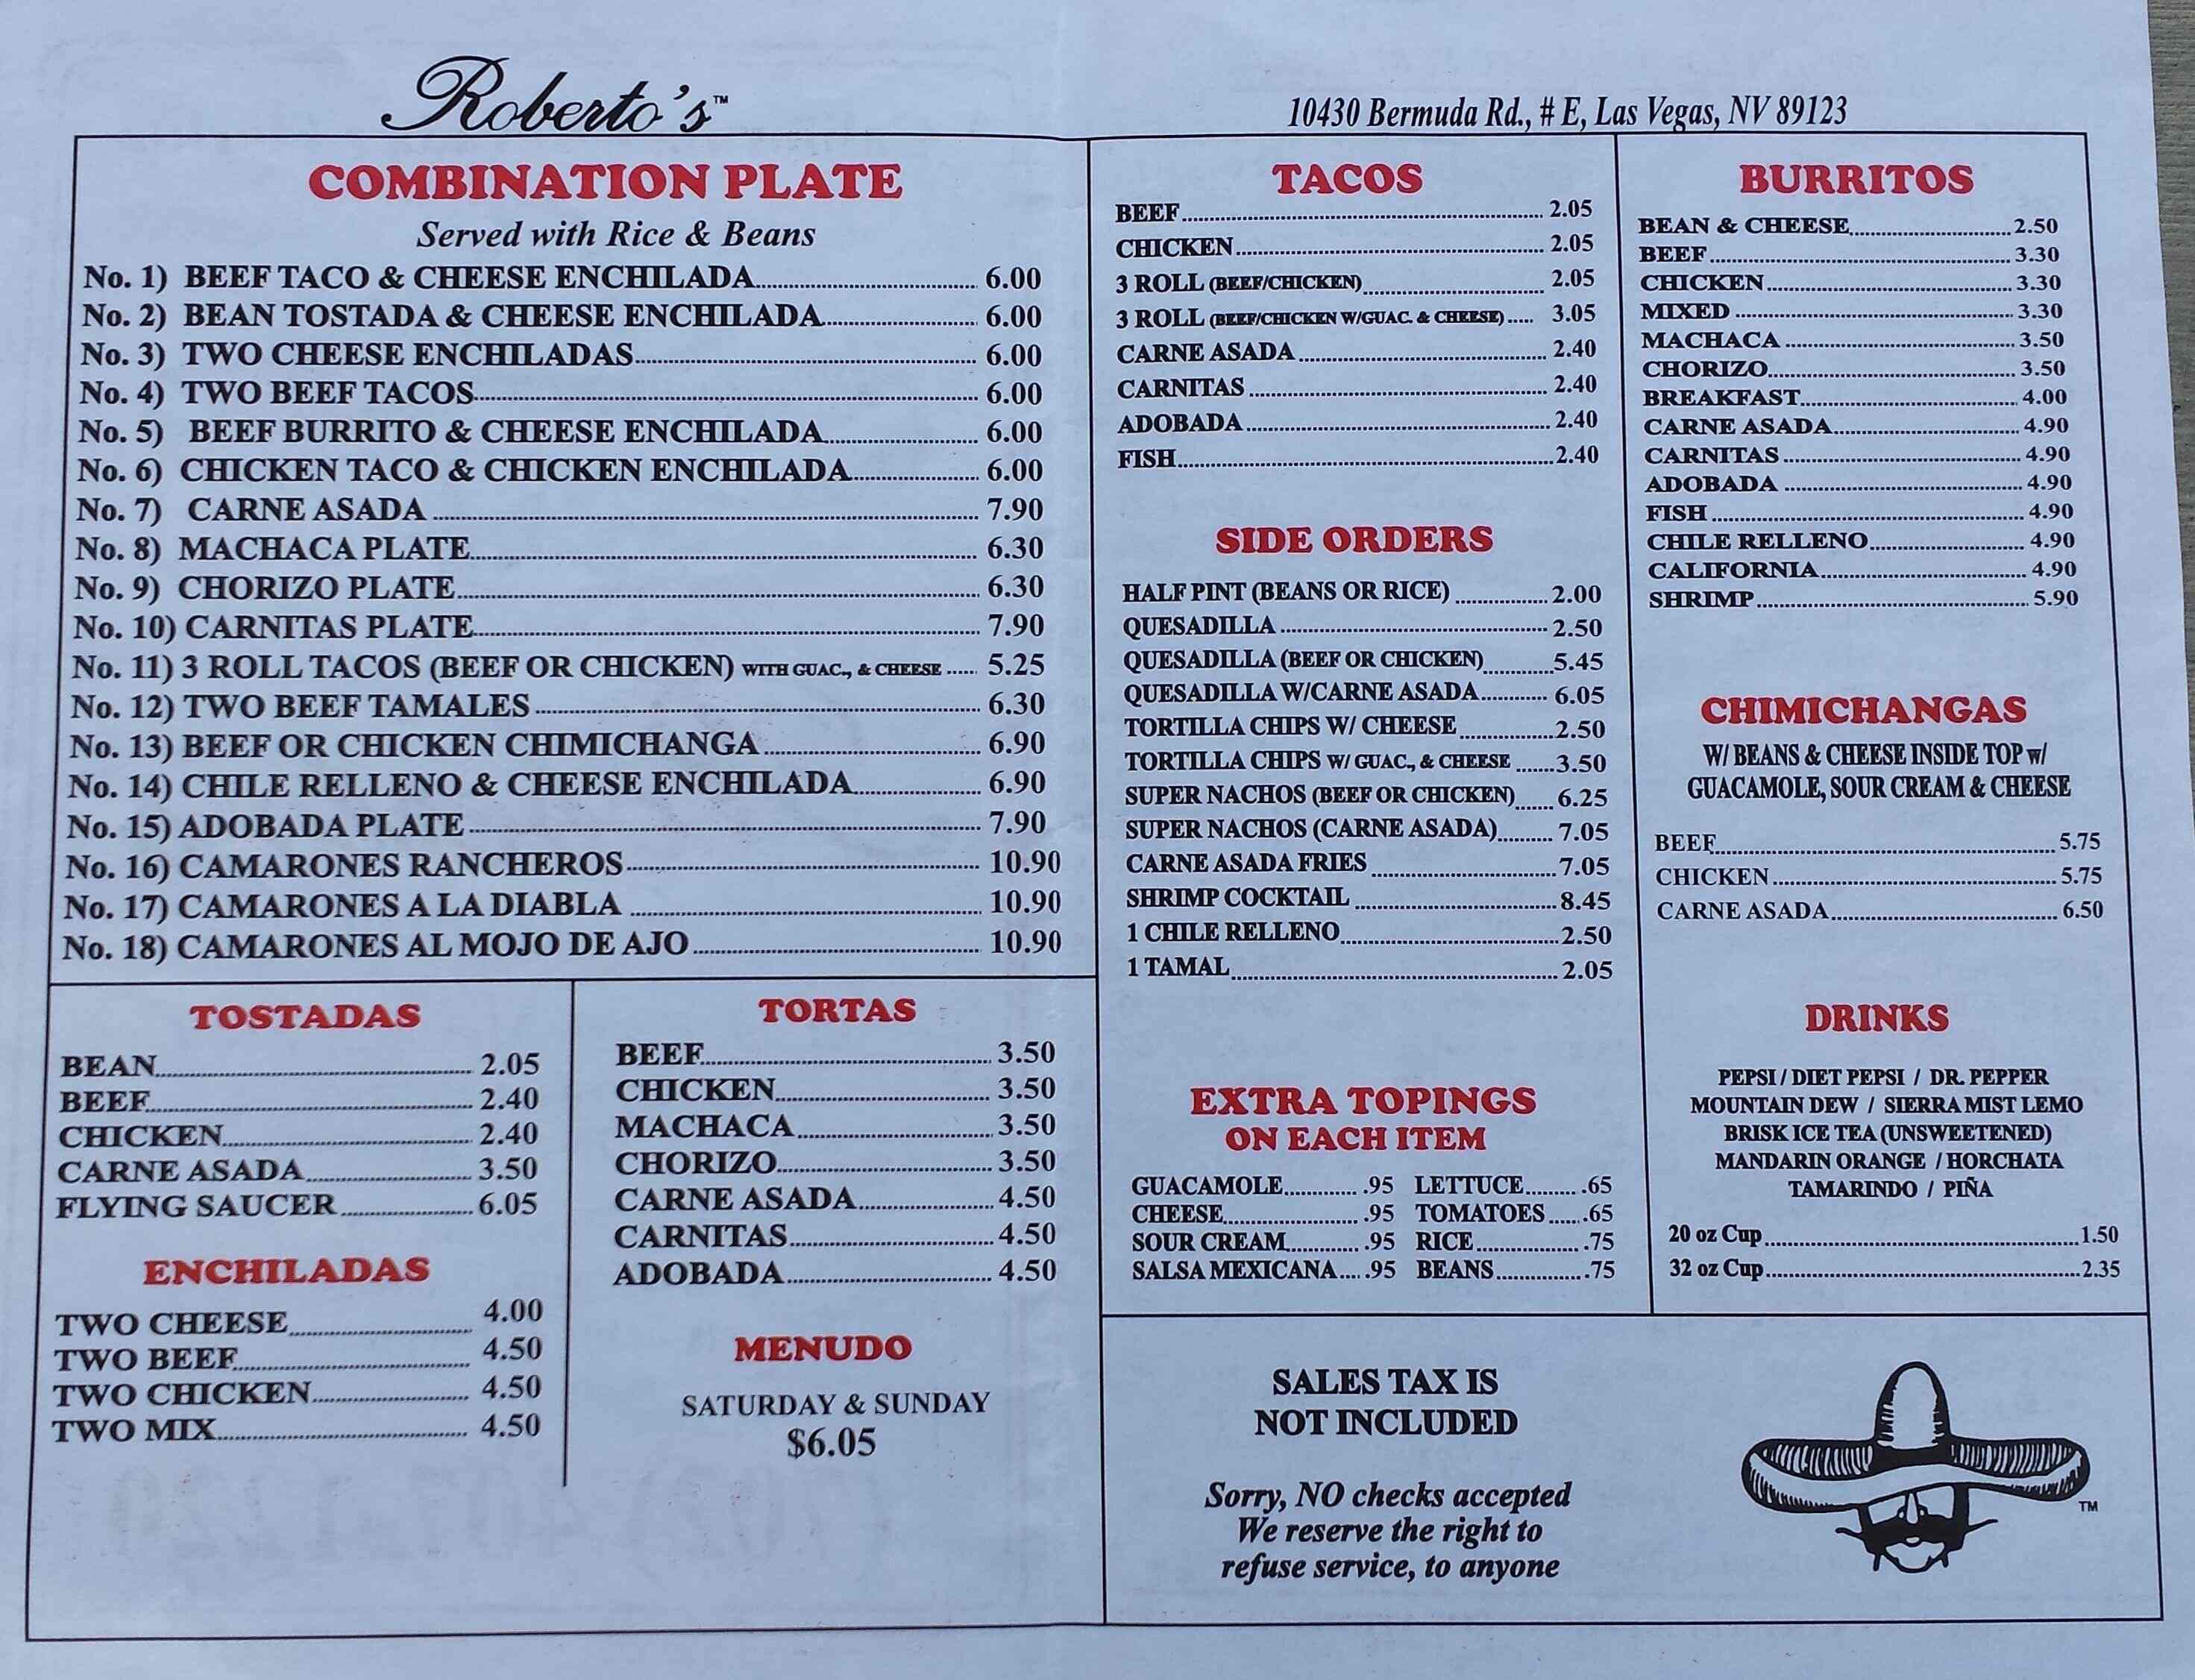 Roberto's™
10430 Bermuda Rd., # E, Las Vegas, NV 89123
COMBINATION PLATE
Served with Rice & Beans
No. 1) BEEF TACO & CHEESE ENCHILADA 6.00
No. 2) BEAN TOSTADA & CHEESE ENCHILADA 6.00
No. 3) TWO CHEESE ENCHILADAS 6.00
No. 4) TWO BEEF TACOS 6.00
No. 5) BEEF BURRITO & CHEESE ENCHILADA 6.00
No. 6) CHICKEN TACO & CHICKEN ENCHILADA 6.00
No. 7) CARNE ASADA 7.90
No. 8) MACHACA PLATE 6.30
No. 9) CHORIZO PLATE 6.30
No. 10) CARNITAS PLATE 7.90
No. 11) 3 ROLL TACOS (BEEF OR CHICKEN) WITH GUAC., & CHEESE 5.25
No. 12) TWO BEEF TAMALES 6.30
No. 13) BEEF OR CHICKEN CHIMICHANGA 6.90
No. 14) CHILE RELLENO & CHEESE ENCHILADA 6.90
No. 15) ADOBADA PLATE 7.90
No. 16) CAMARONES RANCHEROS 10.90
No. 17) CAMARONES A LA DIABLA 10.90
No. 18) CAMARONES AL MOJO DE AJO 10.90
TOSTADAS
BEAN 2.05
BEEF 2.40
CHICKEN 2.40
CARNE ASADA 3.50
FLYING SAUCER 6.05
ENCHILADAS
TWO CHEESE 4.00
TWO BEEF 4.50
TWO CHICKEN 4.50
TWO MIX 4.50
TORTAS
BEEF 3.50
CHICKEN 3.50
MACHACA 3.50
CHORIZO 3.50
CARNE ASADA 4.50
CARNITAS 4.50
ADOBADA 4.50
MENUDO
SATURDAY & SUNDAY
$6.05
TACOS
BEEF 2.05
CHICKEN 2.05
3 ROLL (BEEF/CHICKEN) 2.05
3 ROLL (BEEF/CHICKEN W/GUAC. & CHEESE) 3.05
CARNE ASADA 2.40
CARNITAS 2.40
ADOBADA 2.40
FISH 2.40
SIDE ORDERS
HALF PINT (BEANS OR RICE) 2.00
QUESADILLA 2.50
QUESADILLA (BEEF OR CHICKEN) 5.45
QUESADILLA W/CARNE ASADA 6.05
TORTILLA CHIPS W/ CHEESE 2.50
TORTILLA CHIPS W/ GUAC., & CHEESE 3.50
SUPER NACHOS (BEEF OR CHICKEN) 6.25
SUPER NACHOS (CARNE ASADA) 7.05
CARNE ASADA FRIES 7.05
SHRIMP COCKTAIL 8.45
1 CHILE RELLENO 2.50
1 TAMAL 2.05
EXTRA TOPINGS
ON EACH ITEM
GUACAMOLE .95 LETTUCE .65
CHEESE .95 TOMATOES .65
SOUR CREAM .95 RICE .75
SALSA MEXICANA .95 BEANS .75
BURRITOS
BEAN & CHEESE 2.50
BEEF 3.30
CHICKEN 3.30
MIXED 3.30
MACHACA 3.50
CHORIZO 3.50
BREAKFAST 4.00
CARNE ASADA 4.90
CARNITAS 4.90
ADOBADA 4.90
FISH 4.90
CHILE RELLENO 4.90
CALIFORNIA 4.90
SHRIMP 5.90
CHIMICHANGAS
W/ BEANS & CHEESE INSIDE TOP w/
GUACAMOLE, SOUR CREAM & CHEESE
BEEF 5.75
CHICKEN 5.75
CARNE ASADA 6.50
DRINKS
PEPSI / DIET PEPSI / DR. PEPPER
MOUNTAIN DEW / SIERRA MIST LEMO
BRISK ICE TEA (UNSWEETENED)
MANDARIN ORANGE / HORCHATA
TAMARINDO / PIÑA
20 oz Cup 1.50
32 oz Cup 2.35
SALES TAX IS
NOT INCLUDED
Sorry, NO checks accepted
We reserve the right to
refuse service, to anyone
TM